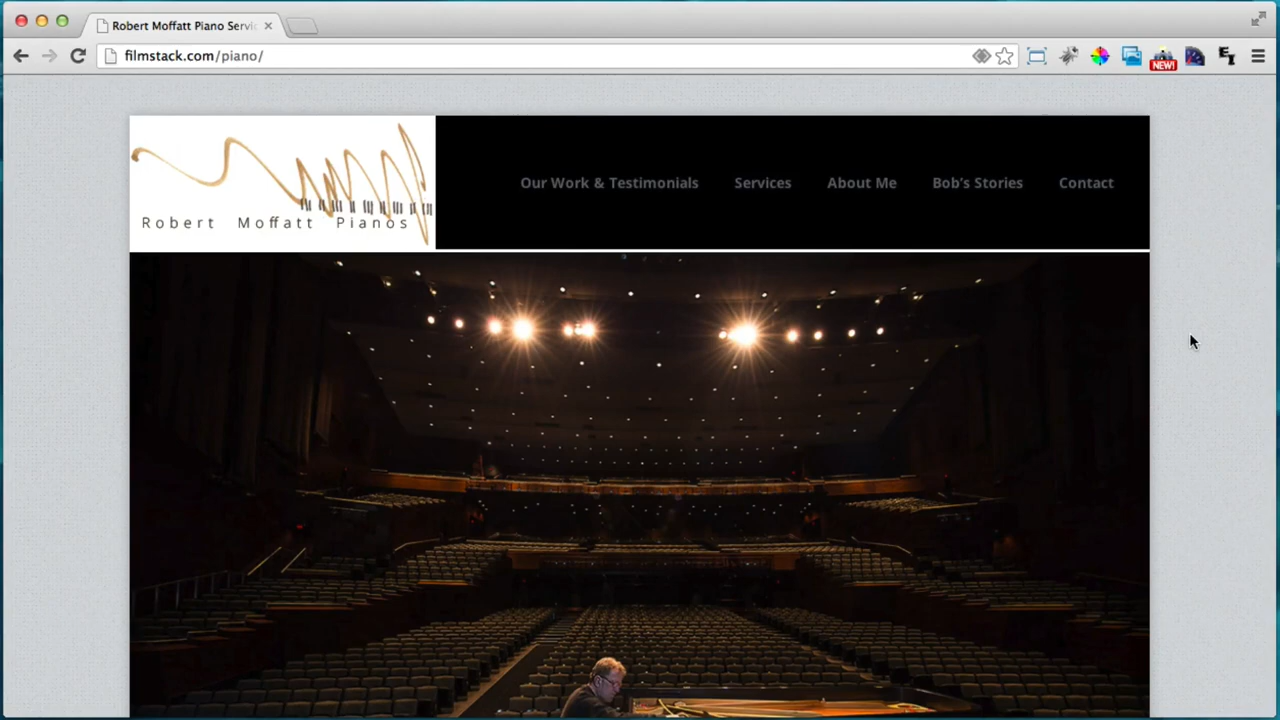 Robert Moffatt Piano Servic
filmstack.com/piano/
NEW!
Our Work & Testimonials Services About Me Bob's Stories Contact
Robert Moffatt Pianos